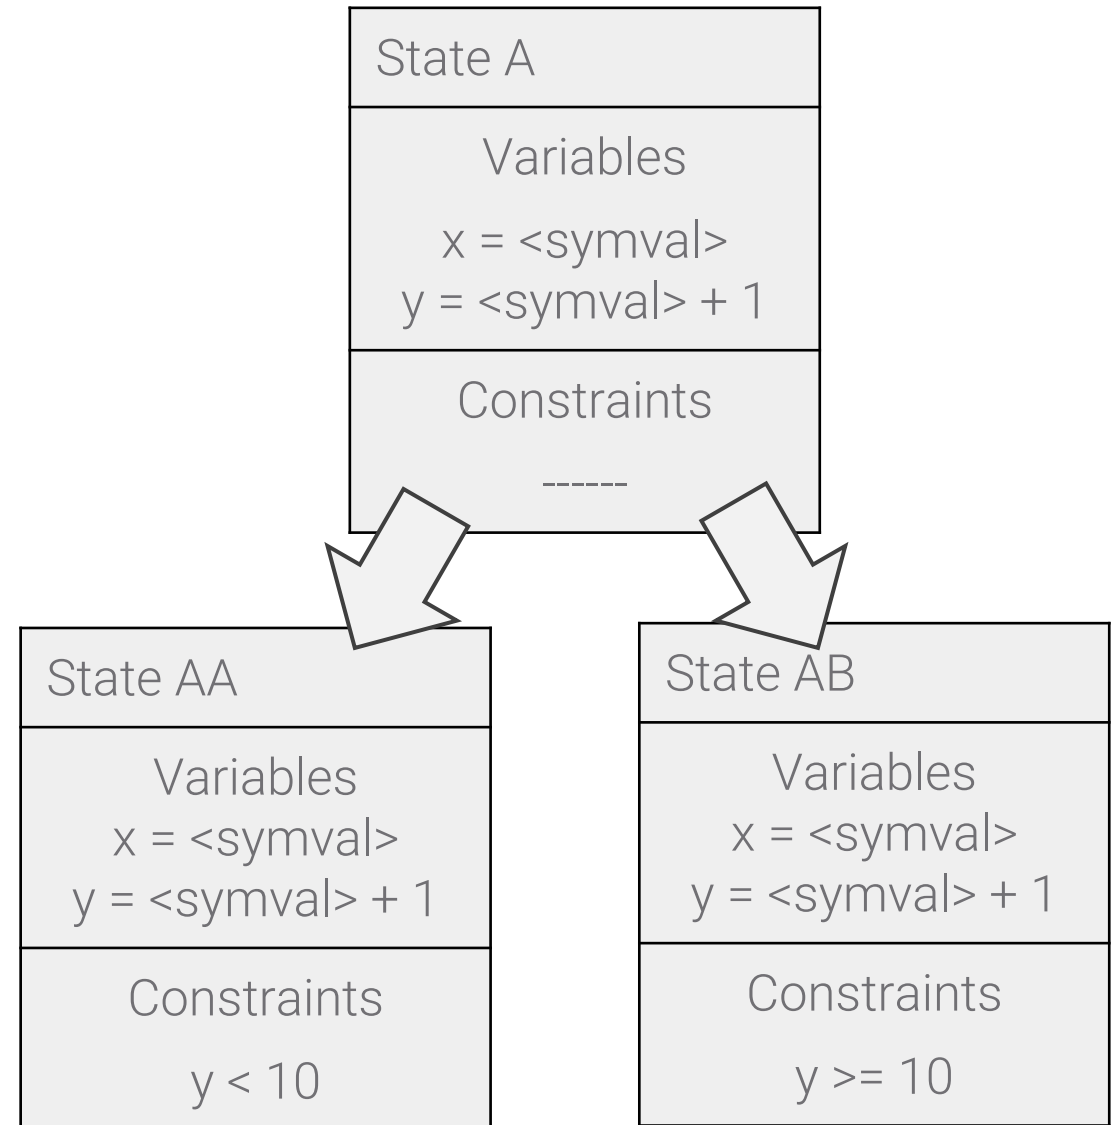 State A
Variables
x = <symval>
y = <symval> + 1
Constraints
------
State AA
Variables
x = <symval>
y = <symval> + 1
Constraints
y < 10
State AB
Variables
x = <symval>
y = <symval> + 1
Constraints
y >= 10